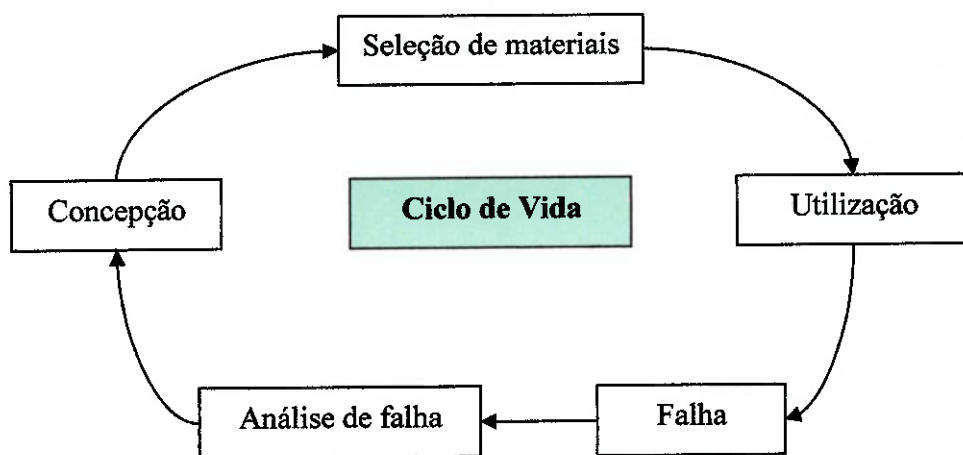 Seleção de materiais
Concepção
Ciclo de Vida
Utilização
Análise de falha
Falha